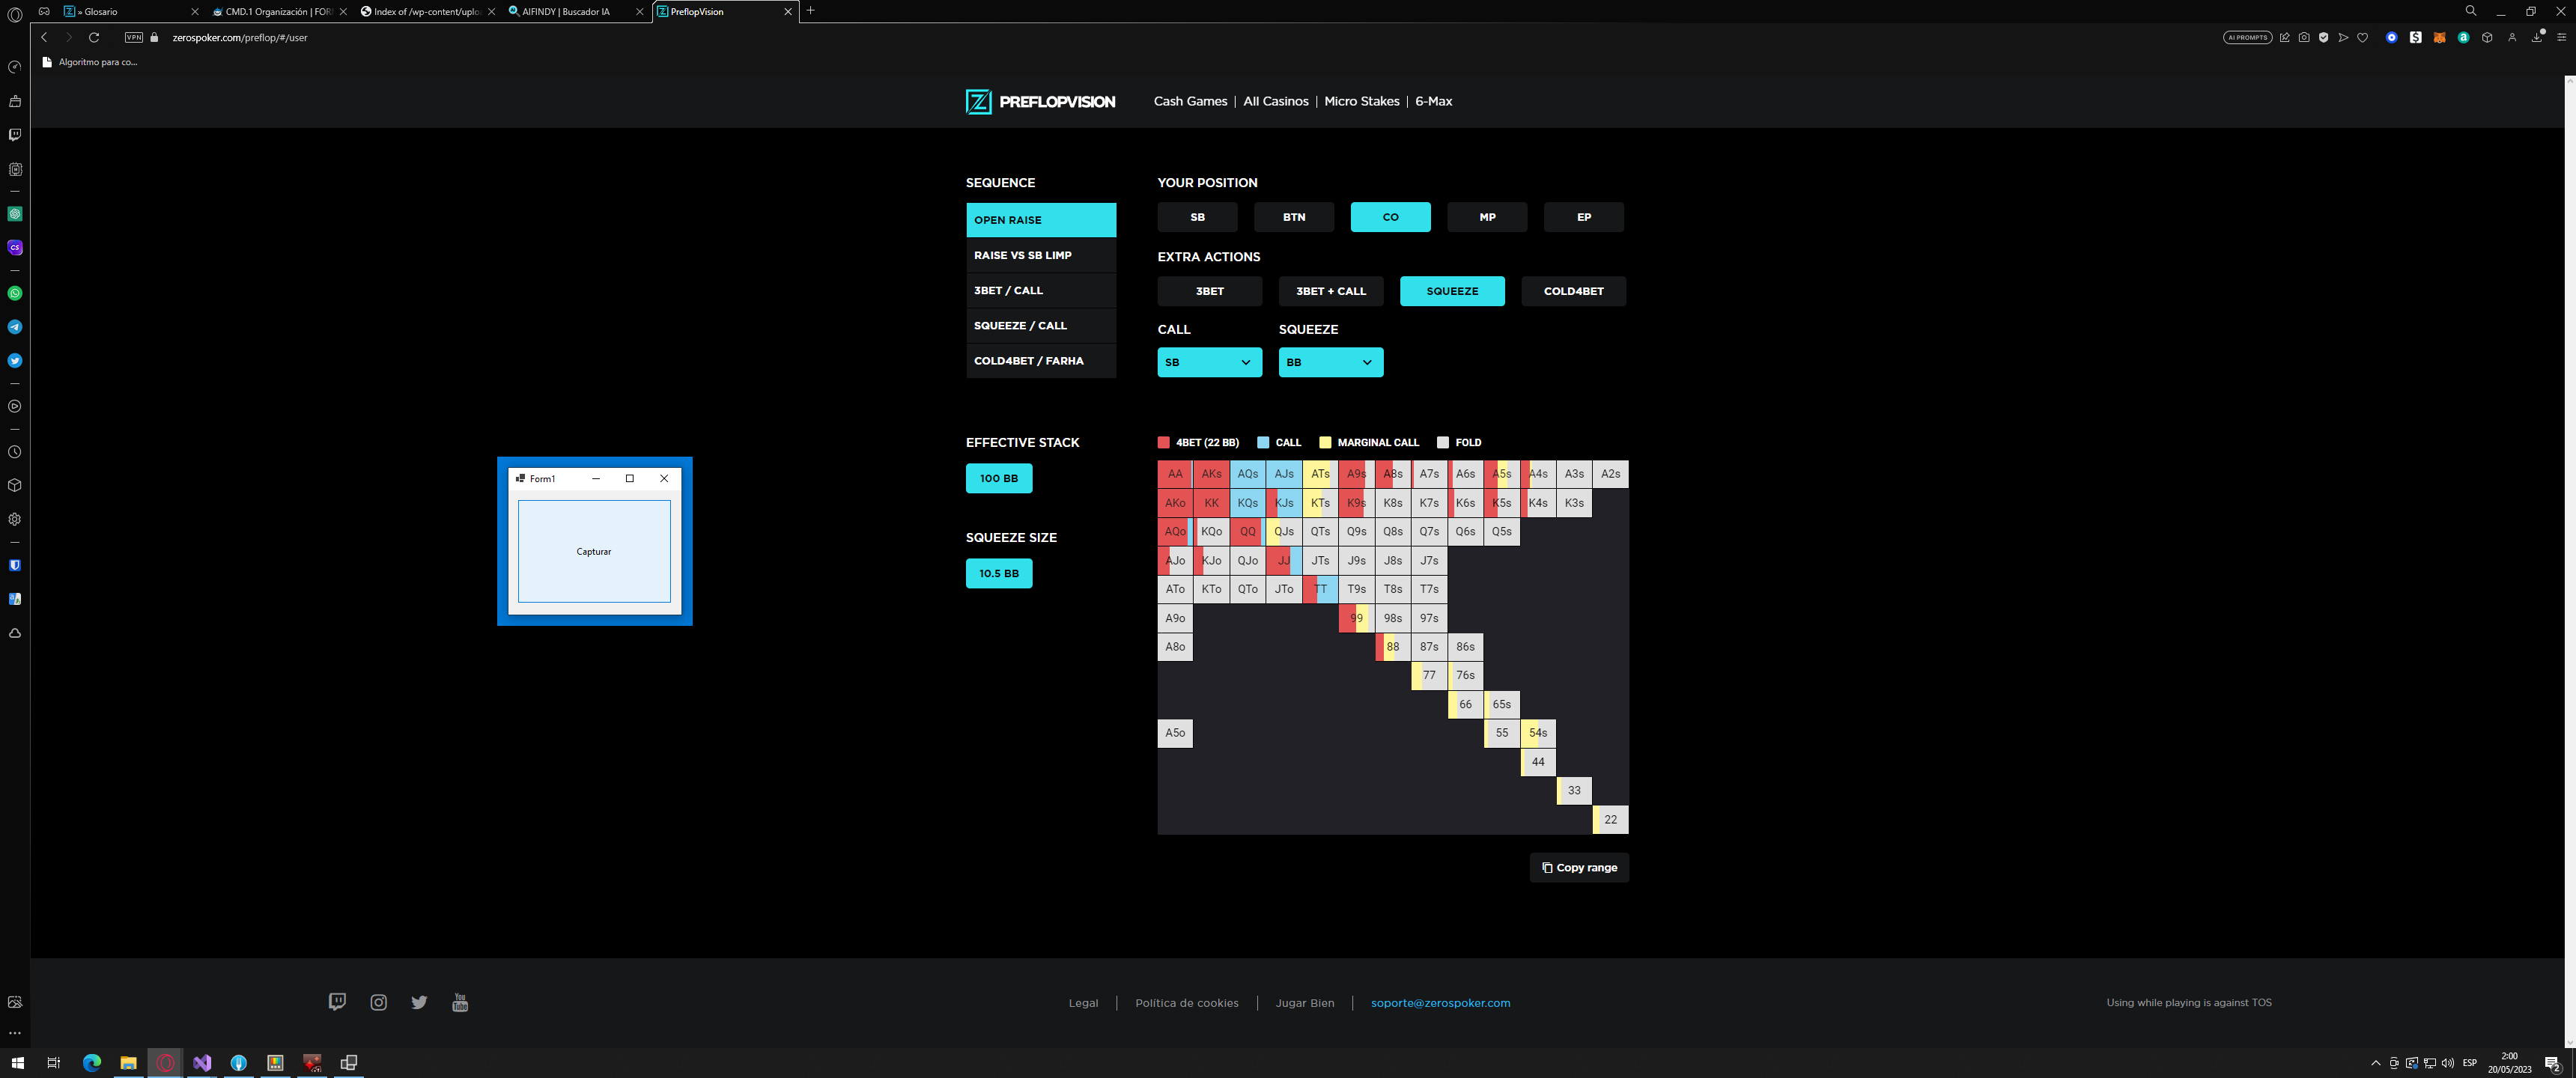 » Glosario
CMD.1 Organización | FOR
Index of /wp-content/uplo
AIFINDY | Buscador IA
PreflopVision
VPN
zerospoker.com/preflop/#/user
AI PROMPTS
Algoritmo para co...
PREFLOPVISION
Cash Games | All Casinos | Micro Stakes | 6-Max
SEQUENCE
OPEN RAISE
RAISE VS SB LIMP
3BET / CALL
SQUEEZE / CALL
COLD4BET / FARHA
YOUR POSITION
SB BTN CO MP EP
EXTRA ACTIONS
3BET 3BET + CALL SQUEEZE COLD4BET
CALL SQUEEZE
SB BB
EFFECTIVE STACK
100 BB
SQUEEZE SIZE
10.5 BB
Form1
Capturar
4BET (22 BB) CALL MARGINAL CALL FOLD
AA AKs AQs AJs ATs A9s A8s A7s A6s A5s A4s A3s A2s
AKo KK KQs KJs KTs K9s K8s K7s K6s K5s K4s K3s
AQo KQo QQ QJs QTs Q9s Q8s Q7s Q6s Q5s
AJo KJo QJo JJ JTs J9s J8s J7s
ATo KTo QTo JTo TT T9s T8s T7s
A9o 99 98s 97s
A8o 88 87s 86s
77 76s
66 65s
A5o 55 54s
44
33
22
Copy range
You Tube
Legal | Política de cookies | Jugar Bien | soporte@zerospoker.com
Using while playing is against TOS
ESP
2:00
20/05/2023
2